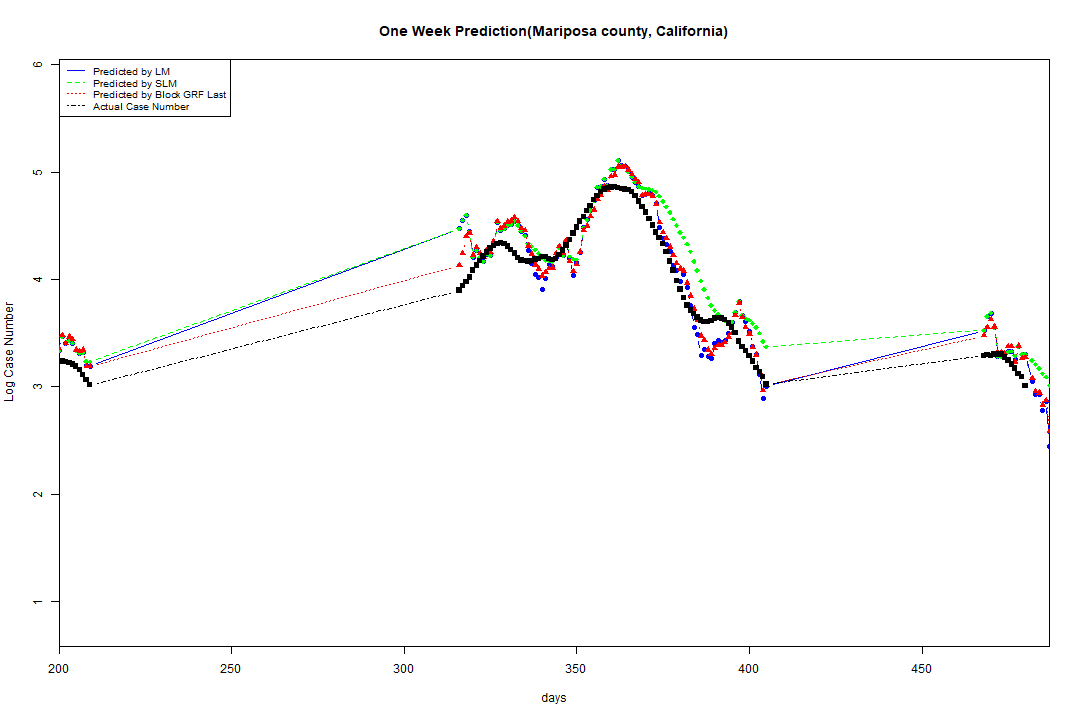 One Week Prediction(Mariposa county, California)
Predicted by LM
Predicted by SLM
Predicted by Block GRF Last
Actual Case Number
Log Case Number
6
5
4
3
2
1
200 250 300 350 400 450
days